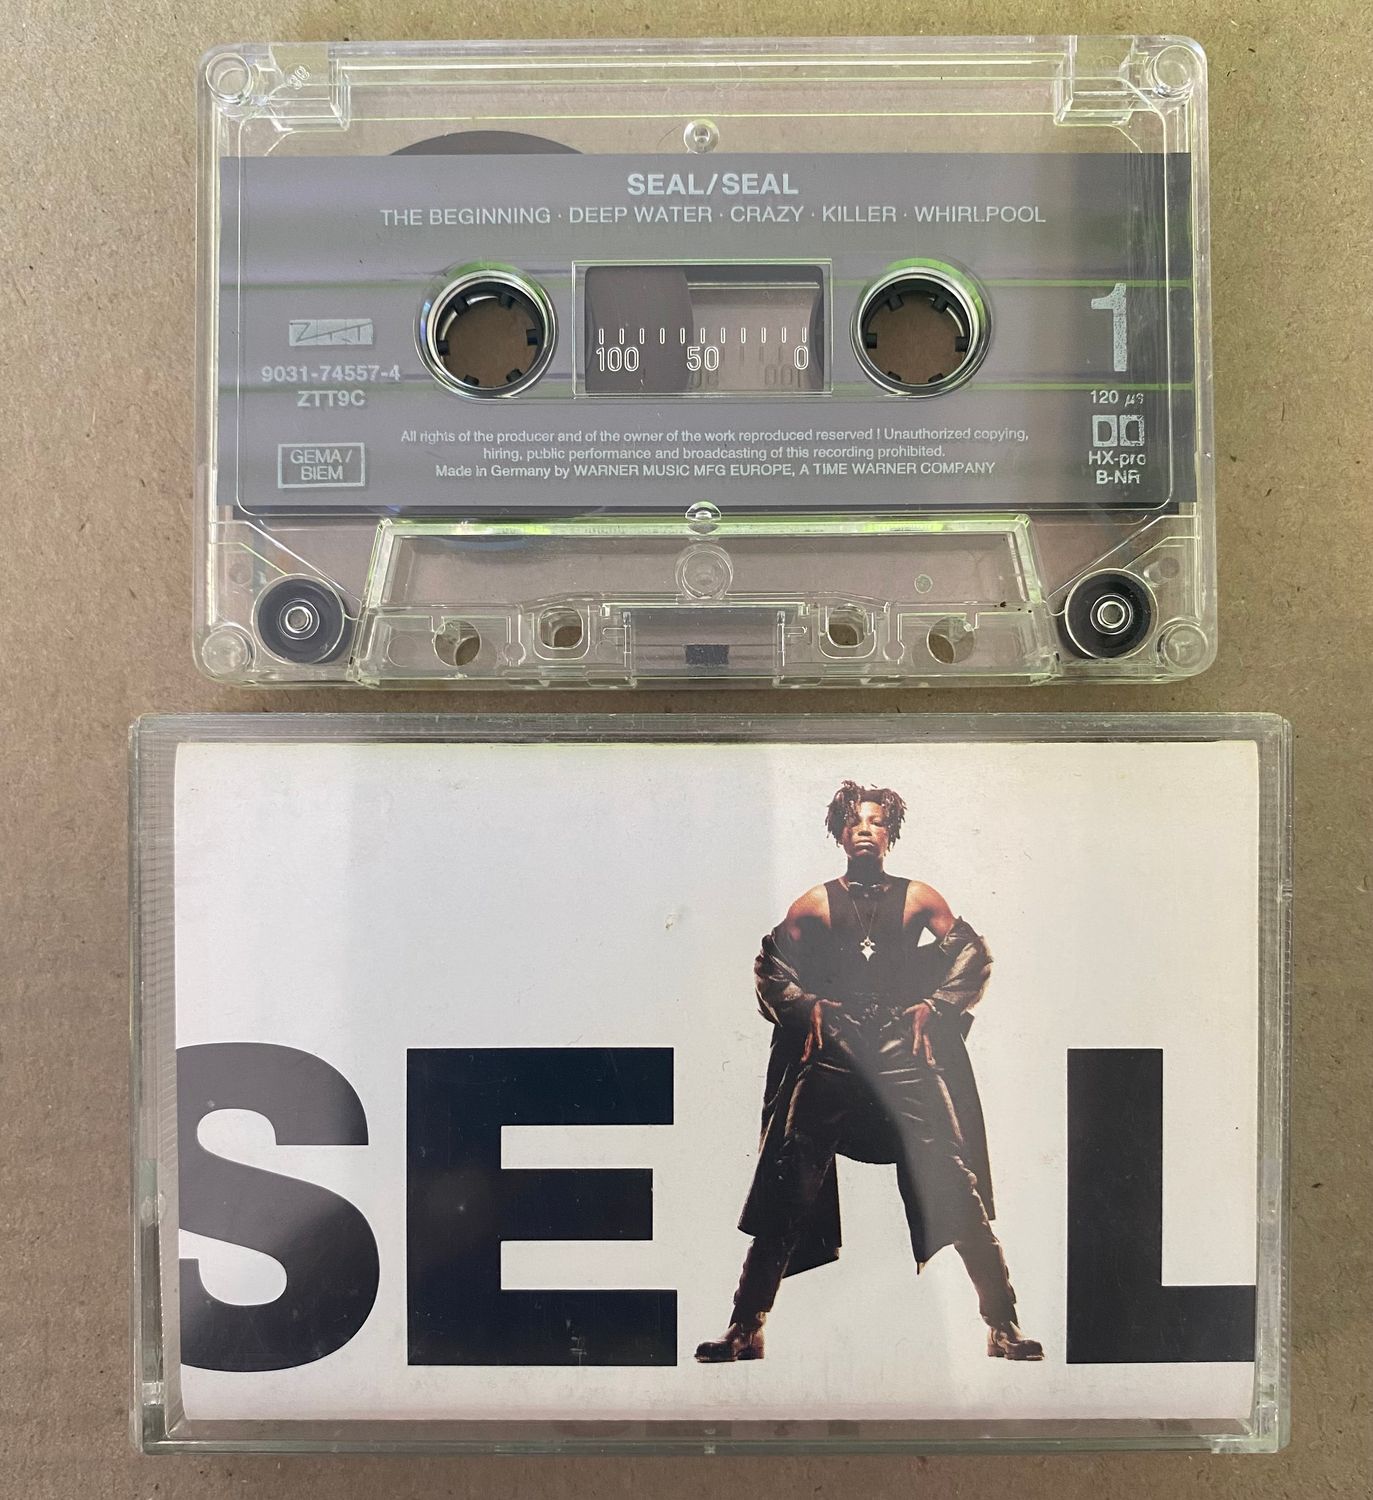 SEAL/SEAL
THE BEGINNING · DEEP WATER · CRAZY · KILLER · WHIRLPOOL
100 50 0
ZTT
9031-74557-4
ZTT9C
GEMA/
BIEM
1
120 µs
HX-pro
B-NR
All rights of the producer and of the owner of the work reproduced reserved ! Unauthorized copying,
hiring, public performance and broadcasting of this recording prohibited.
Made in Germany by WARNER MUSIC MFG EUROPE, A TIME WARNER COMPANY
SEAL